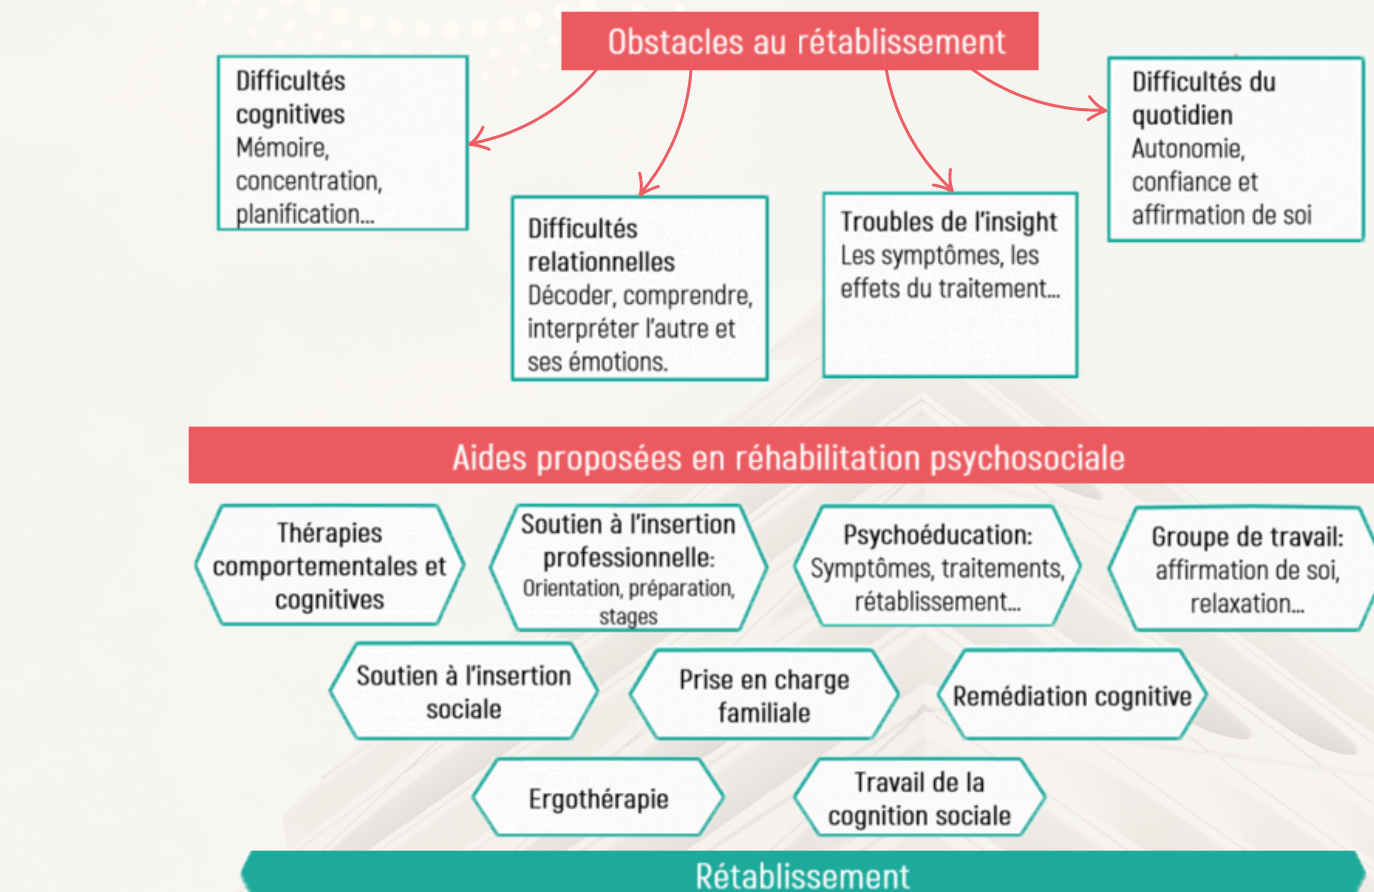 Obstacles au rétablissement
Difficultés
cognitives
Mémoire,
concentration,
planification...
Difficultés
relationnelles
Décoder, comprendre,
interpréter l'autre et
ses émotions.
Troubles de l'insight
Les symptômes, les
effets du traitement...
Difficultés du
quotidien
Autonomie,
confiance et
affirmation de soi
Aides proposées en réhabilitation psychosociale
Thérapies
comportementales et
cognitives
Soutien à l'insertion
professionnelle:
Orientation, préparation,
stages
Psychoéducation:
Symptômes, traitements,
rétablissement...
Groupe de travail:
affirmation de soi,
relaxation...
Soutien à l'insertion
sociale
Prise en charge
familiale
Remédiation cognitive
Ergothérapie
Travail de la
cognition sociale
Rétablissement